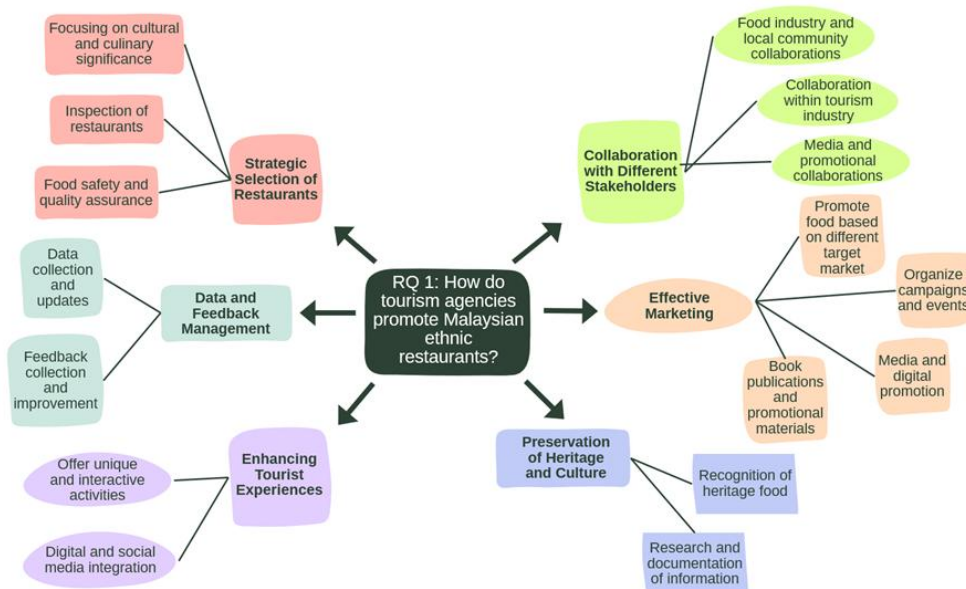 Focusing on cultural
and culinary
significance
Inspection of
restaurants
Food safety and
quality assurance
Strategic
Selection of
Restaurants
Food industry and
local community
collaborations
Collaboration
within tourism
industry
Media and
promotional
collaborations
Collaboration
with Different
Stakeholders
Data
collection
and
updates
Feedback
collection
and
improvement
Data and
Feedback
Management
RQ 1: How do
tourism agencies
promote Malaysian
ethnic
restaurants?
Effective
Marketing
Promote
food based
on different
target
market
Organize
campaigns
and events
Media and
digital
promotion
Book
publications
and
promotional
materials
Offer unique
and interactive
activities
Digital and social
media integration
Enhancing
Tourist
Experiences
Preservation
of Heritage
and Culture
Recognition of
heritage food
Research and
documentation
of information